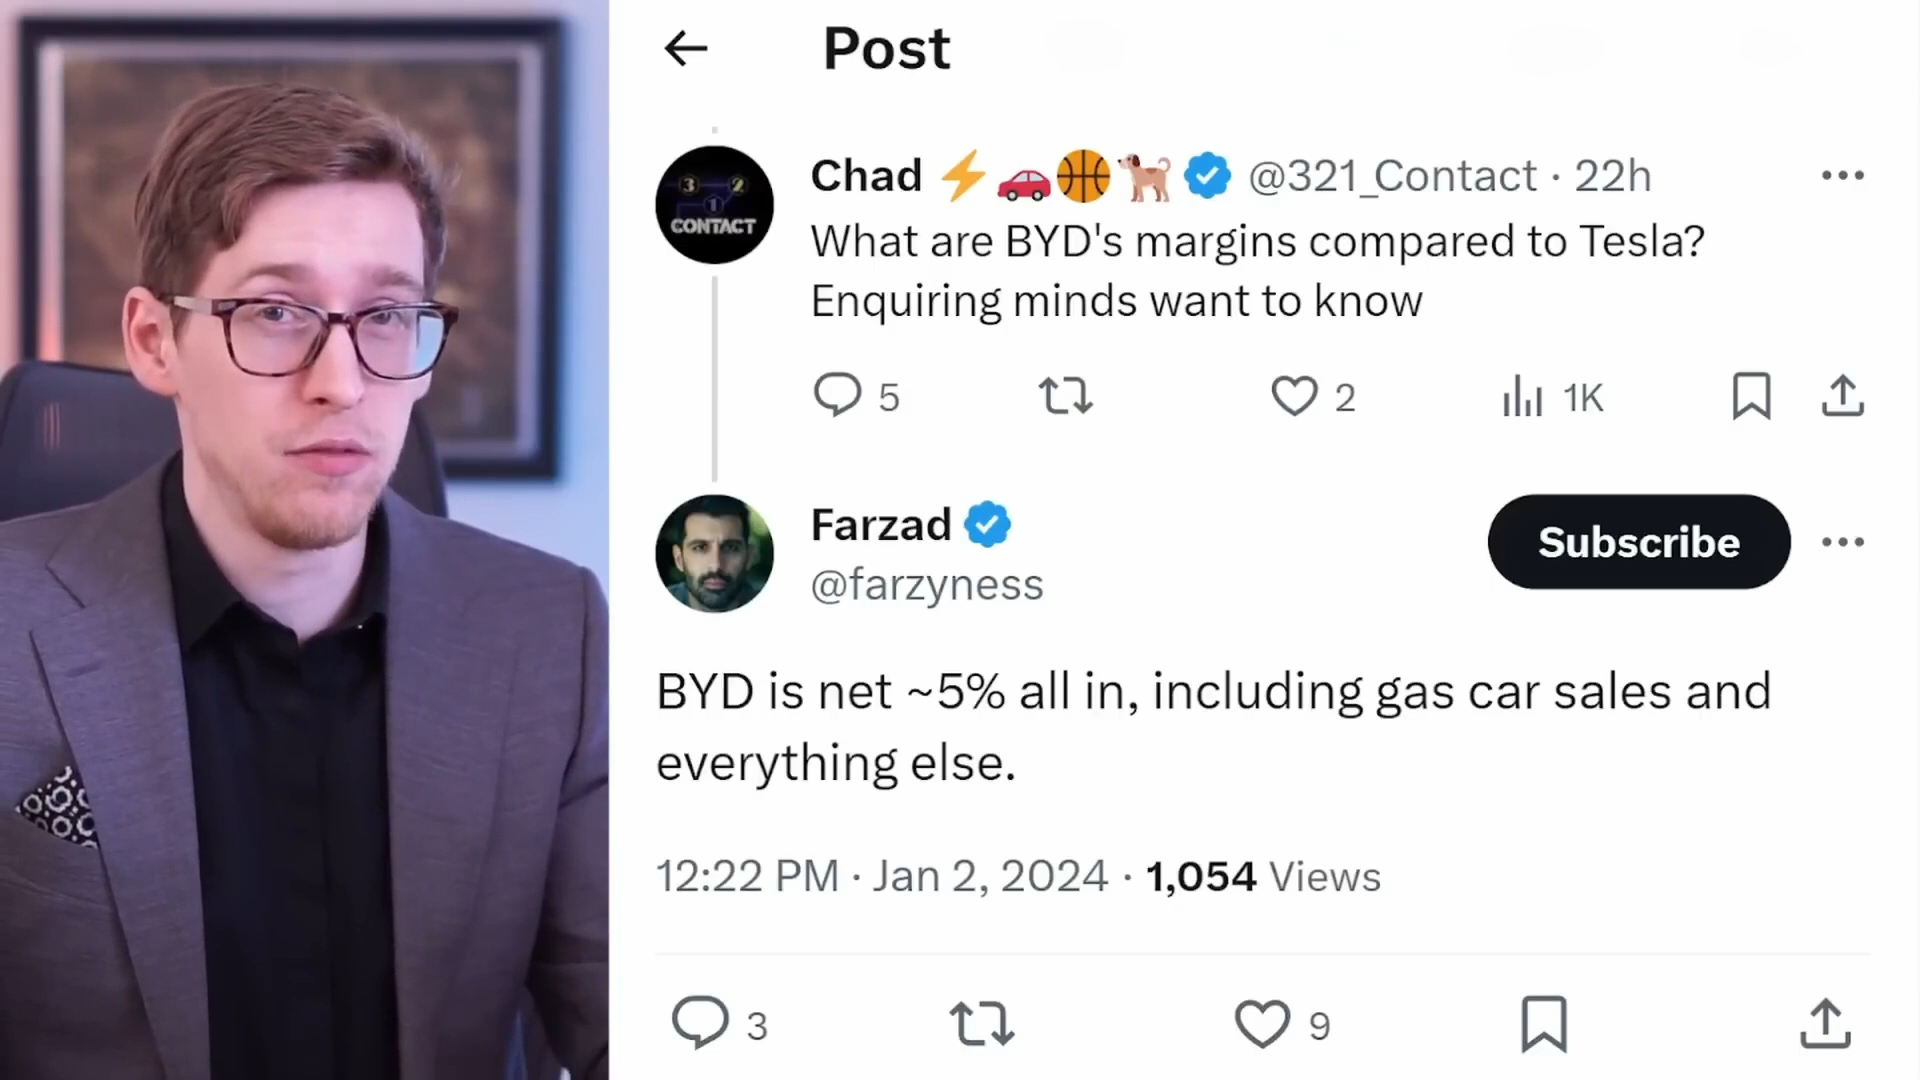 Post
Chad ⚡🚗🏀🐕 @321_Contact · 22h
What are BYD's margins compared to Tesla?
Enquiring minds want to know
3 2
1
CONTACT
5 2 1K
Farzad
@farzyness
Subscribe
BYD is net ~5% all in, including gas car sales and
everything else.
12:22 PM · Jan 2, 2024 · 1,054 Views
3 9